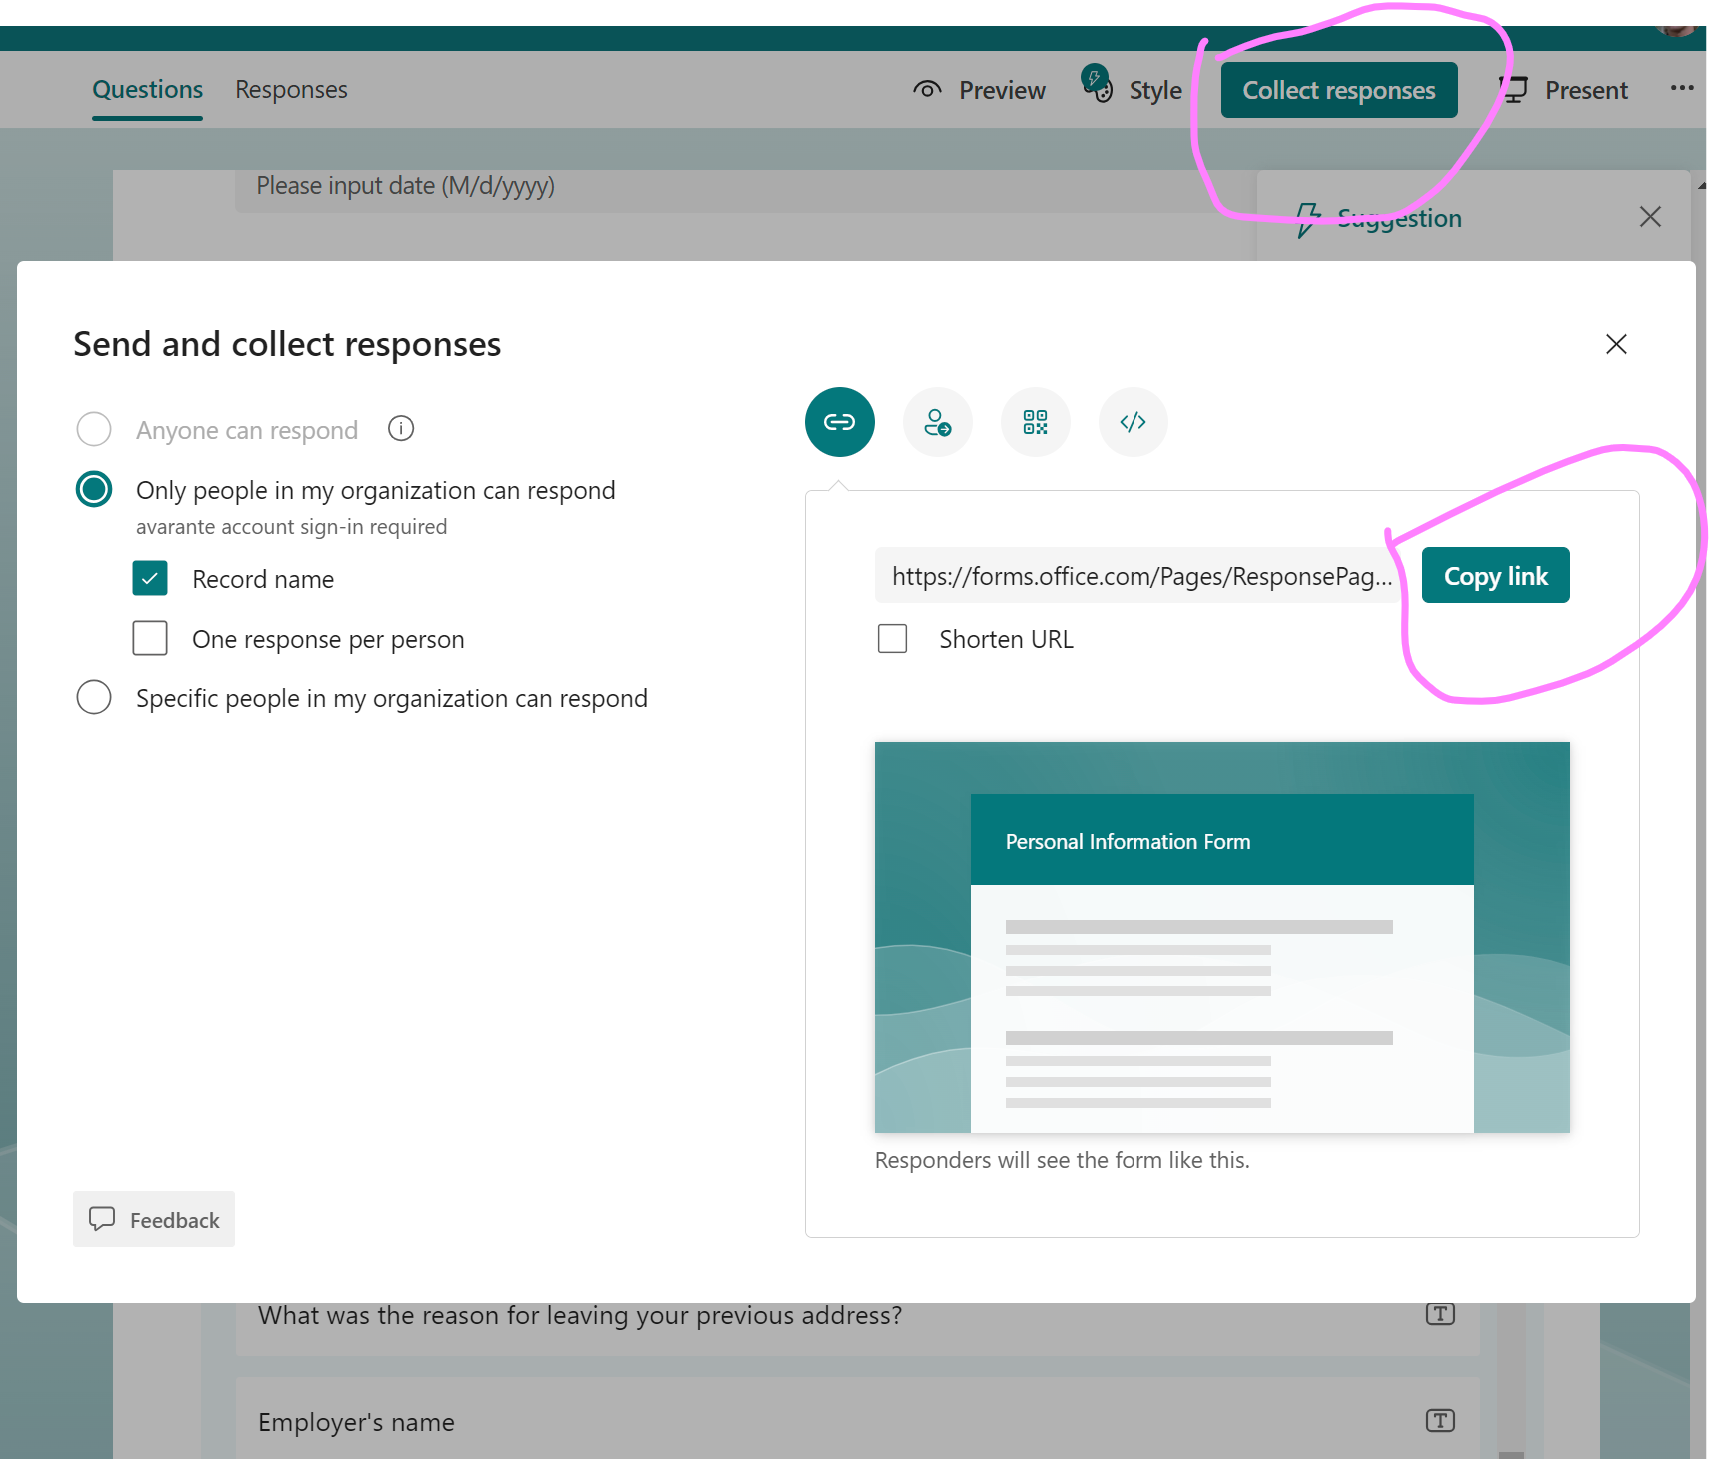 Questions
Responses
Preview
Style
Collect responses
Present
Please input date (M/d/yyyy)
Suggestion
Send and collect responses
Anyone can respond
Only people in my organization can respond
avarante account sign-in required
Record name
One response per person
Specific people in my organization can respond
https://forms.office.com/Pages/ResponsePag...
Copy link
Shorten URL
Personal Information Form
Responders will see the form like this.
Feedback
What was the reason for leaving your previous address?
Employer's name